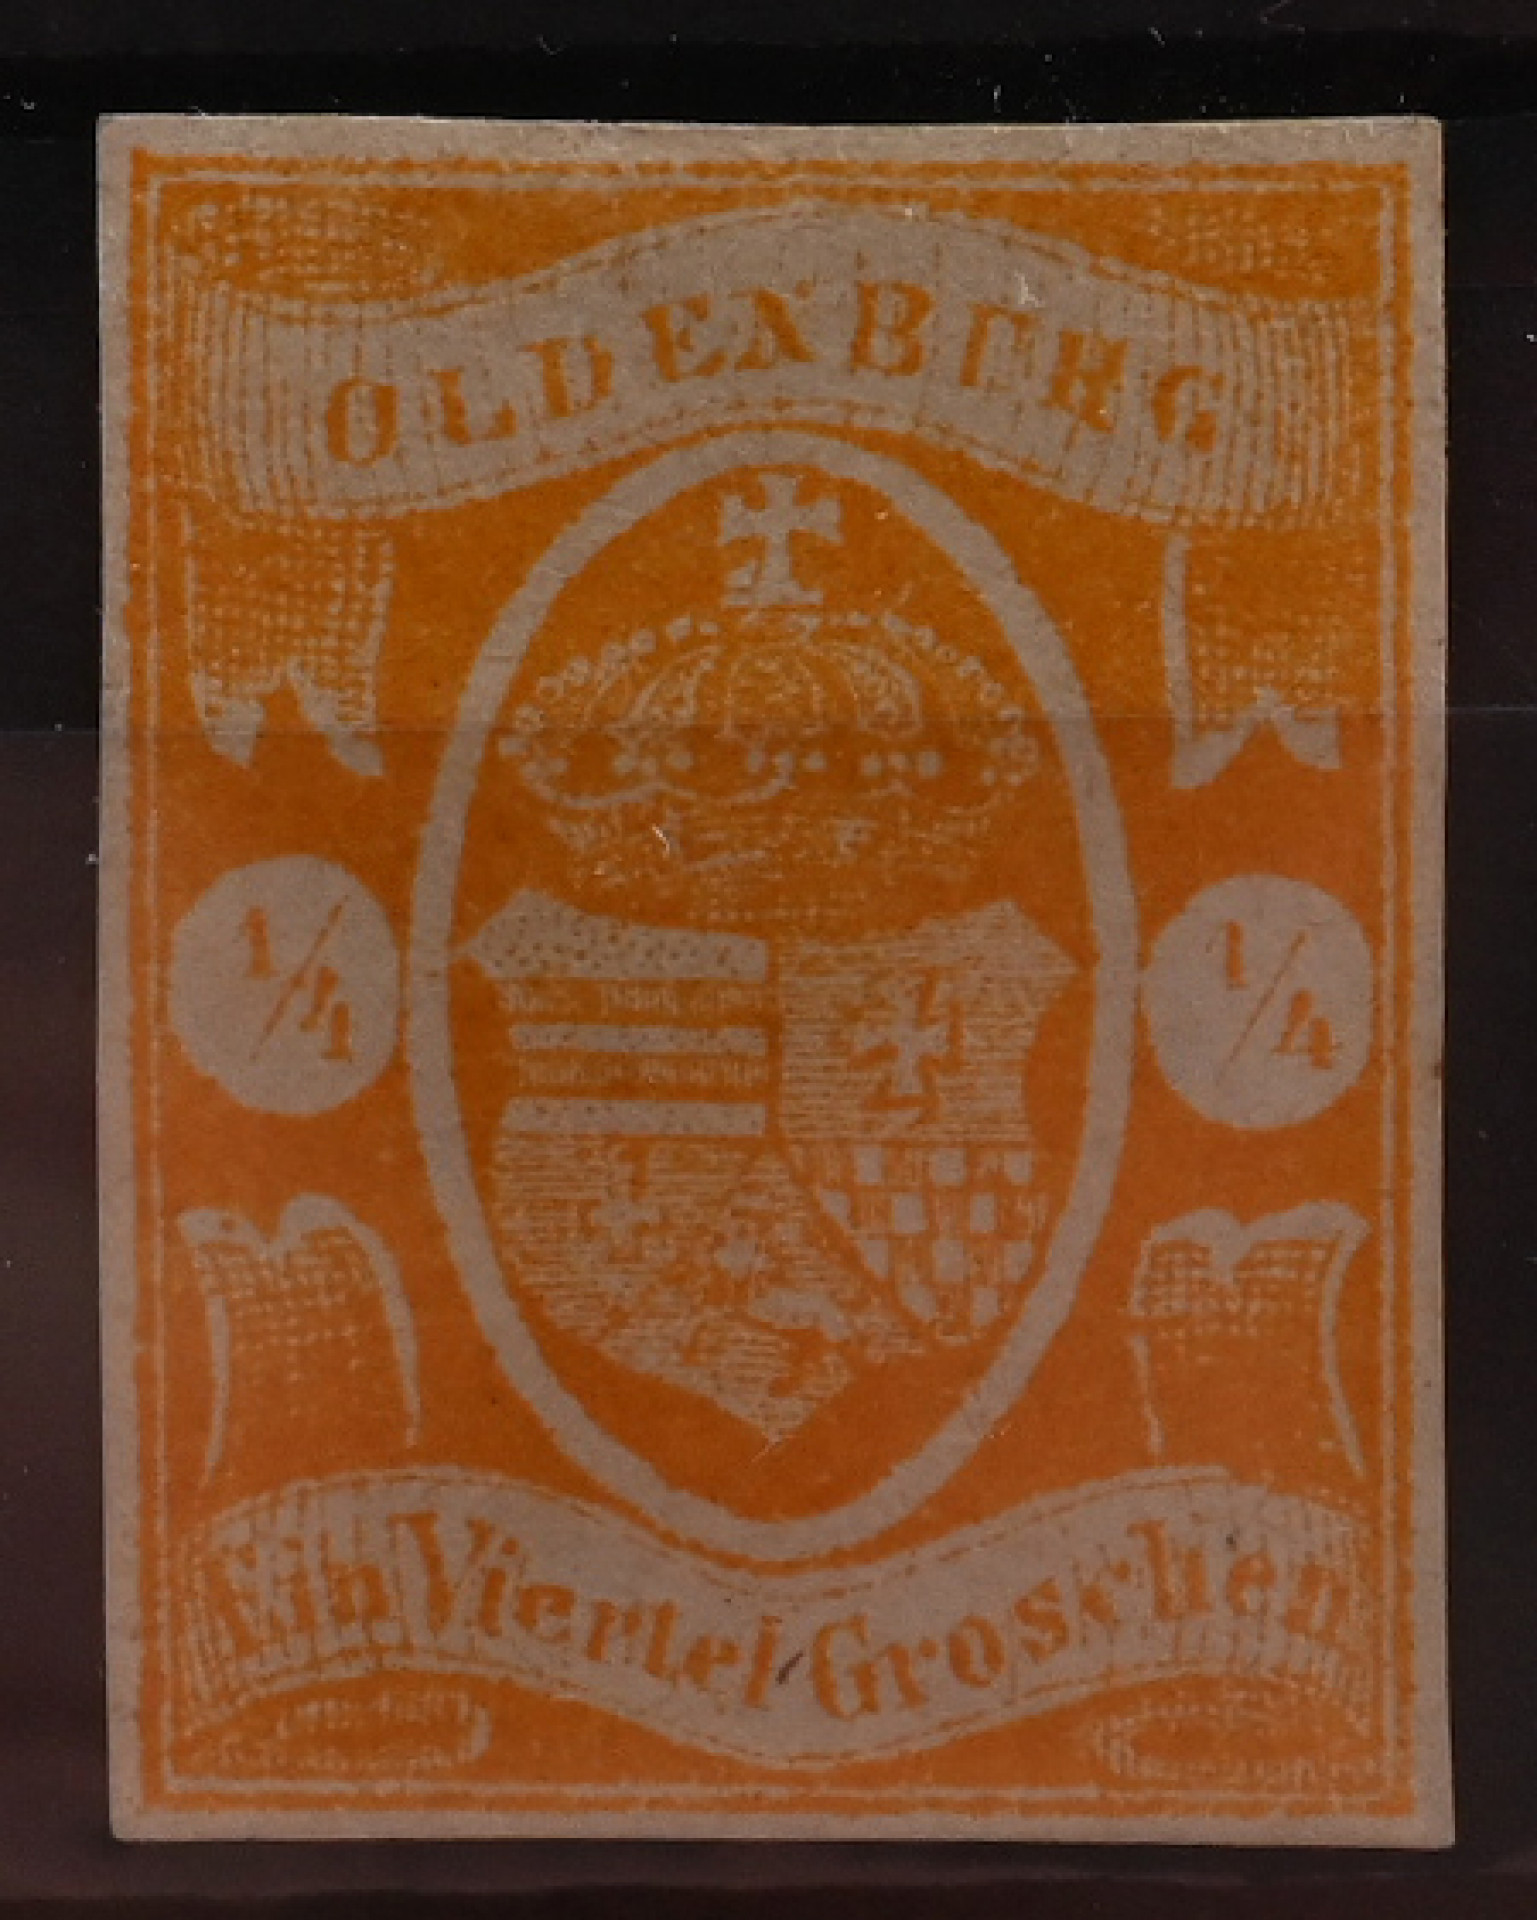 OLDENBURG
1/4 1/4
Ein Viertel Groschen